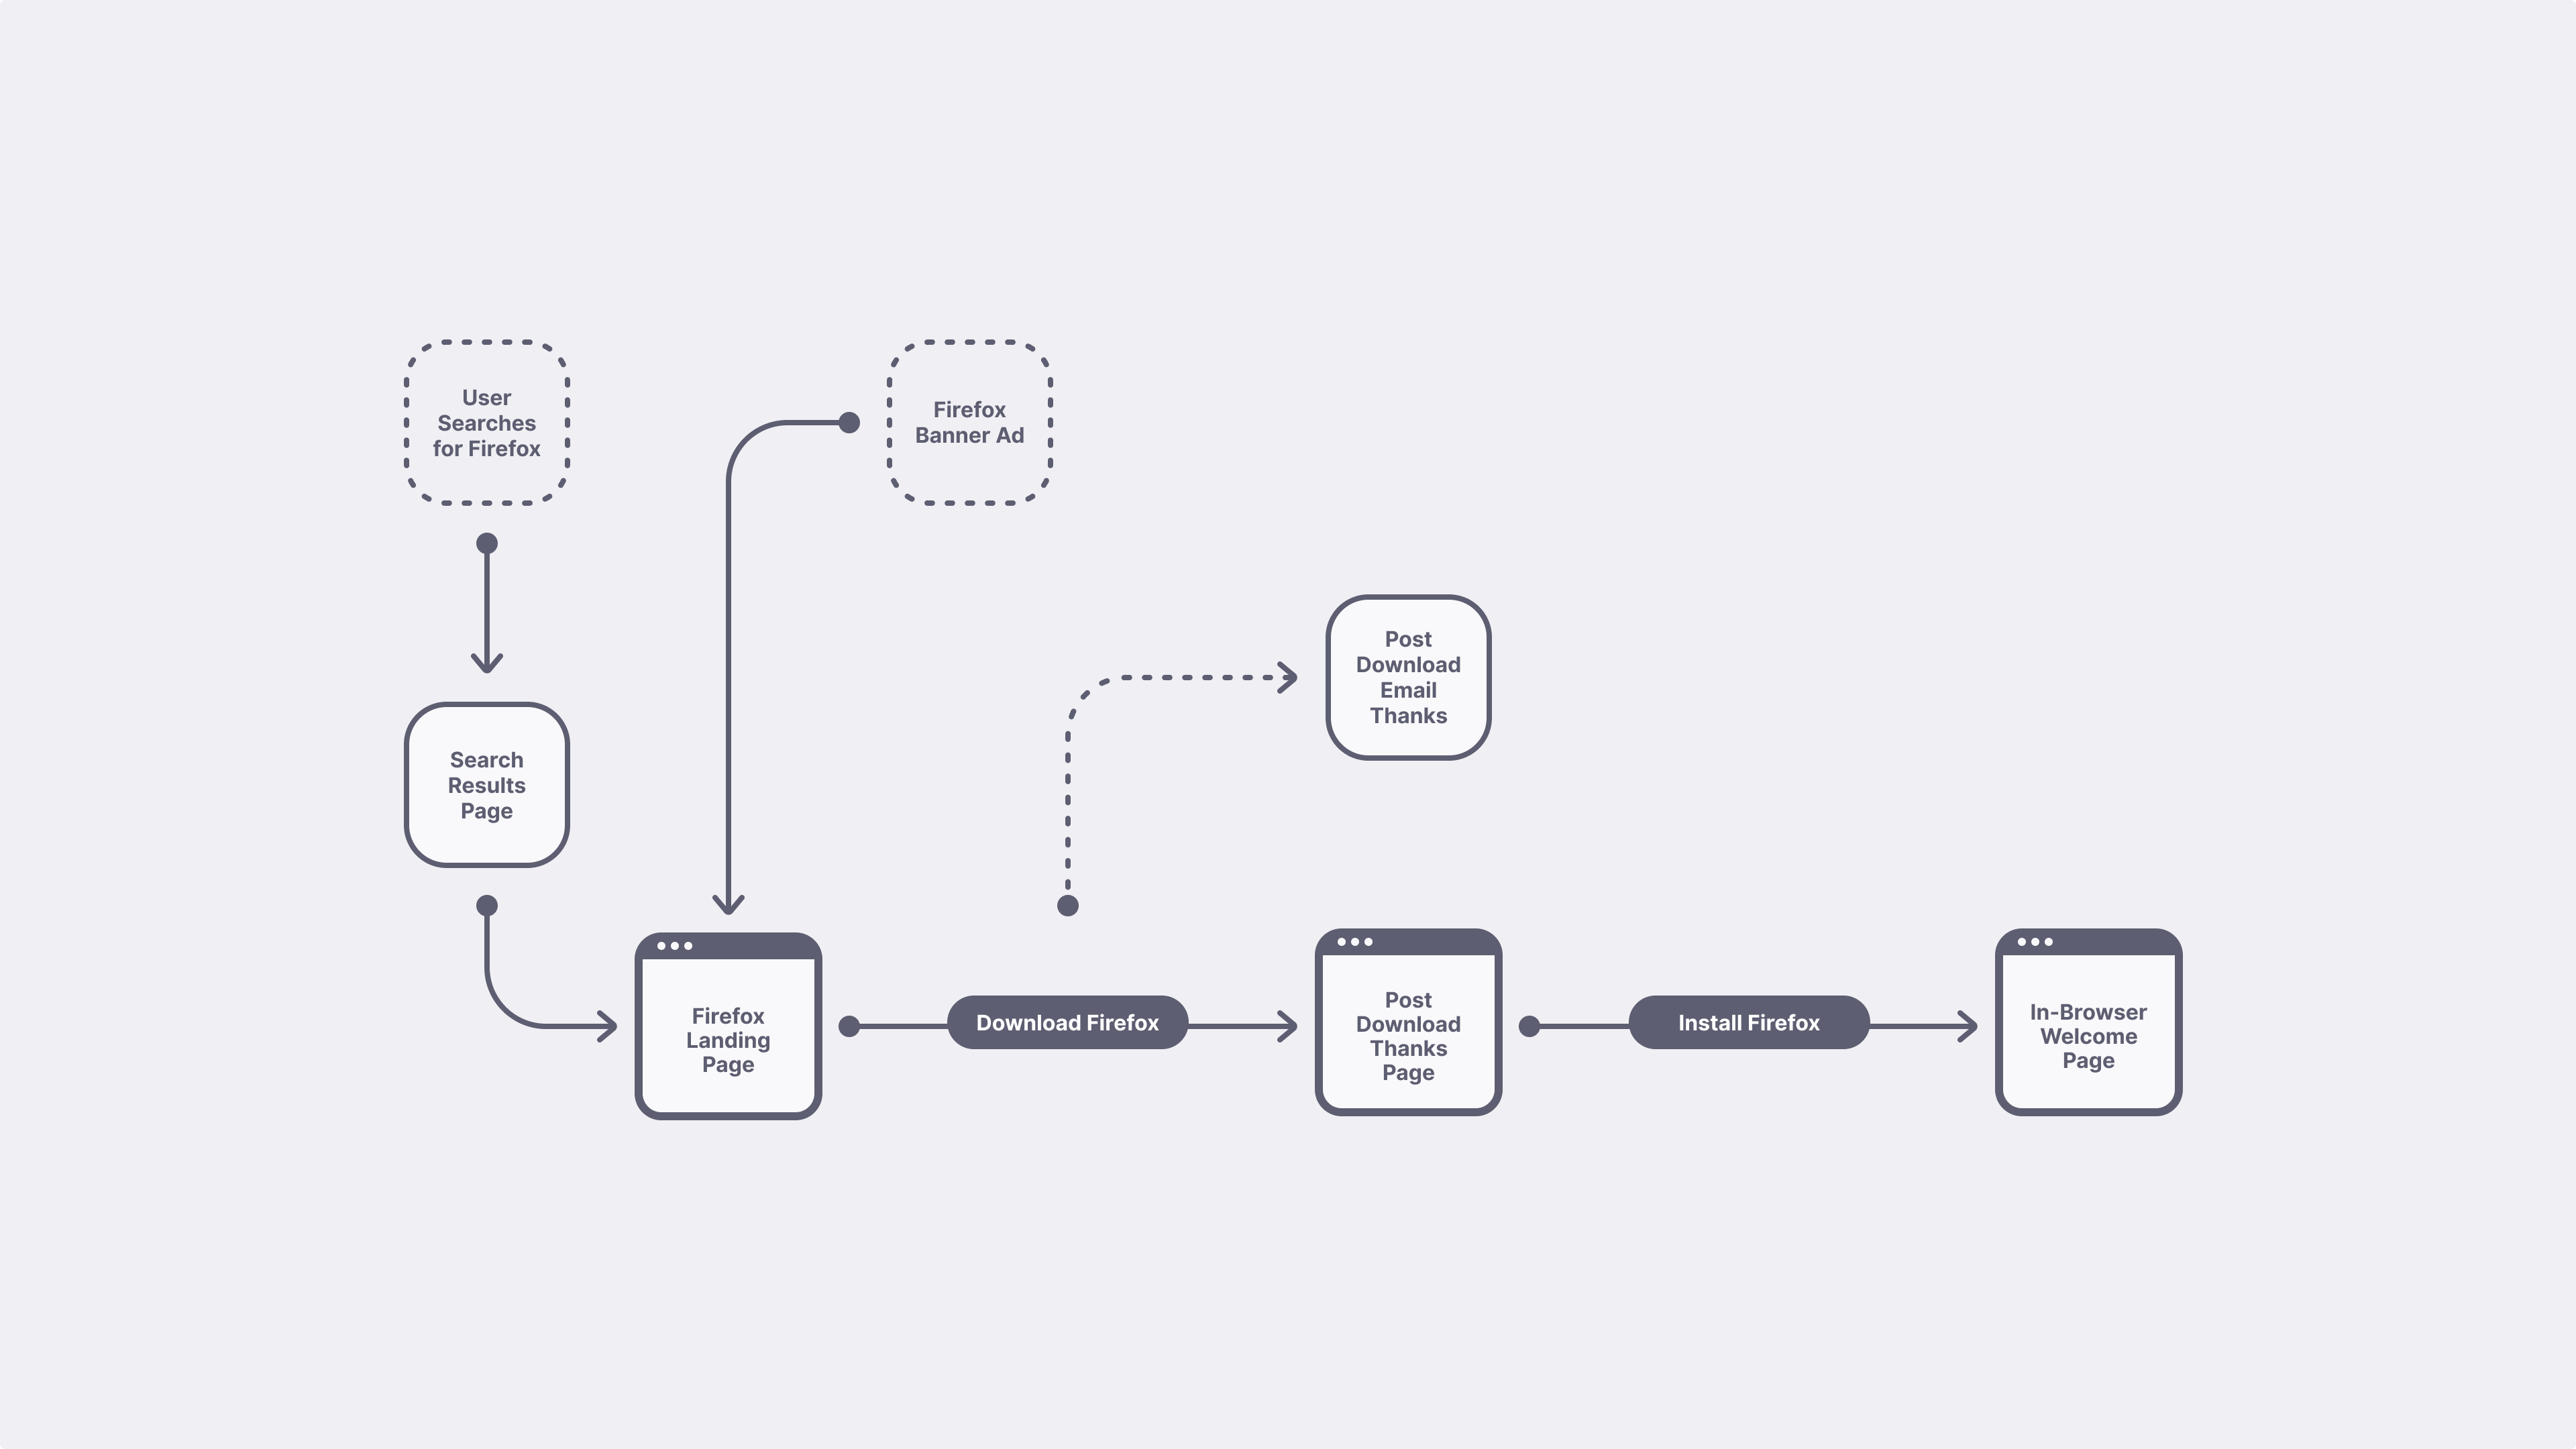 User
Searches
for Firefox
Firefox
Banner Ad
Post
Download
Email
Thanks
Search
Results
Page
Firefox
Landing
Page
Download Firefox
Post
Download
Thanks
Page
Install Firefox
In-Browser
Welcome
Page